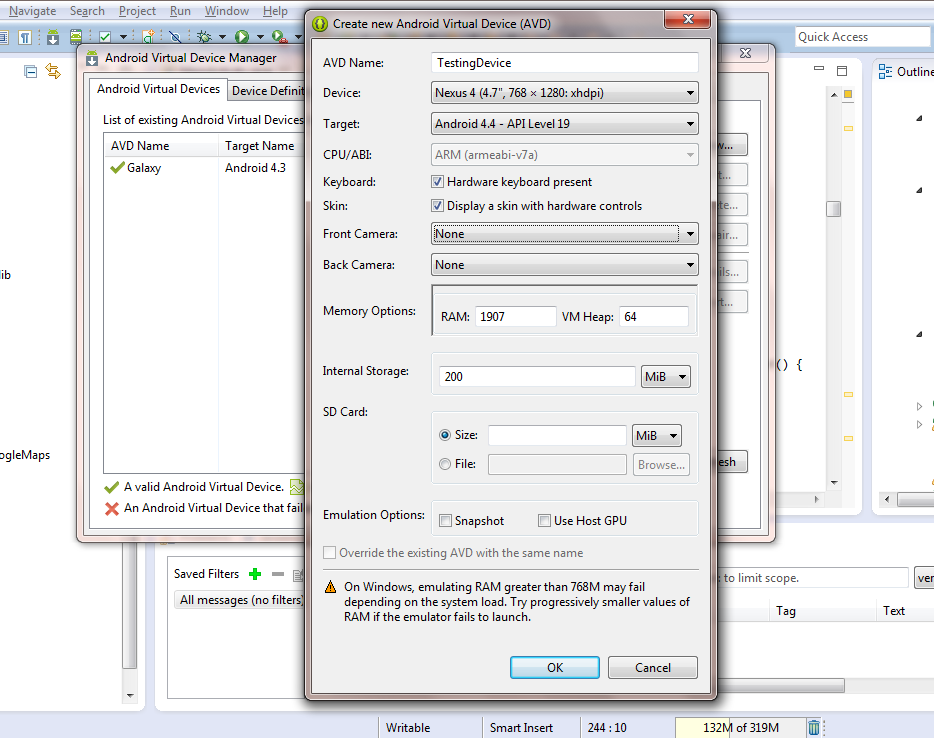 Navigate Search Project Run Window Help
Quick Access
Outline
Android Virtual Device Manager
Android Virtual Devices
List of existing Android Virtual Devices
AVD Name Target Name
Galaxy Android 4.3
A valid Android Virtual Device.
Create new Android Virtual Device (AVD)
AVD Name: TestingDevice
Device: Nexus 4 (4.7", 768 × 1280: xhdpi)
Target: Android 4.4 - API Level 19
CPU/ABI: ARM (armeabi-v7a)
Keyboard: Hardware keyboard present
Skin: Display a skin with hardware controls
Front Camera: None
Back Camera: None
Memory Options: RAM: 1907 VM Heap: 64
Internal Storage: 200 MiB
SD Card:
Size: MiB
File: Browse...
Emulation Options: Snapshot Use Host GPU
Override the existing AVD with the same name
On Windows, emulating RAM greater than 768M may fail
depending on the system load. Try progressively smaller values of
RAM if the emulator fails to launch.
OK Cancel
() {
An Android Virtual Device that
Saved Filters
All messages (no filters)
to limit scope.
Tag Text
Writable Smart Insert 244 : 10 132M of 319M